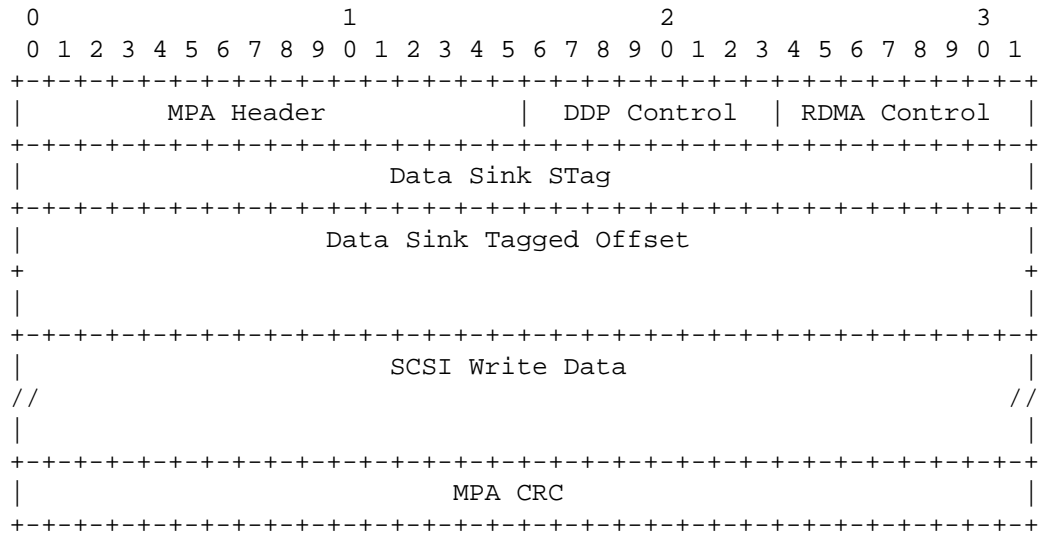 0                   1                   2                   3
 0 1 2 3 4 5 6 7 8 9 0 1 2 3 4 5 6 7 8 9 0 1 2 3 4 5 6 7 8 9 0 1
+-+-+-+-+-+-+-+-+-+-+-+-+-+-+-+-+-+-+-+-+-+-+-+-+-+-+-+-+-+-+-+-+
|         MPA Header            |  DDP Control  | RDMA Control  |
+-+-+-+-+-+-+-+-+-+-+-+-+-+-+-+-+-+-+-+-+-+-+-+-+-+-+-+-+-+-+-+-+
|                       Data Sink STag                          |
+-+-+-+-+-+-+-+-+-+-+-+-+-+-+-+-+-+-+-+-+-+-+-+-+-+-+-+-+-+-+-+-+
|                   Data Sink Tagged Offset                     |
+                                                               +
|                                                               |
+-+-+-+-+-+-+-+-+-+-+-+-+-+-+-+-+-+-+-+-+-+-+-+-+-+-+-+-+-+-+-+-+
|                       SCSI Write Data                         |
//                                                             //
|                                                               |
+-+-+-+-+-+-+-+-+-+-+-+-+-+-+-+-+-+-+-+-+-+-+-+-+-+-+-+-+-+-+-+-+
|                           MPA CRC                             |
+-+-+-+-+-+-+-+-+-+-+-+-+-+-+-+-+-+-+-+-+-+-+-+-+-+-+-+-+-+-+-+-+